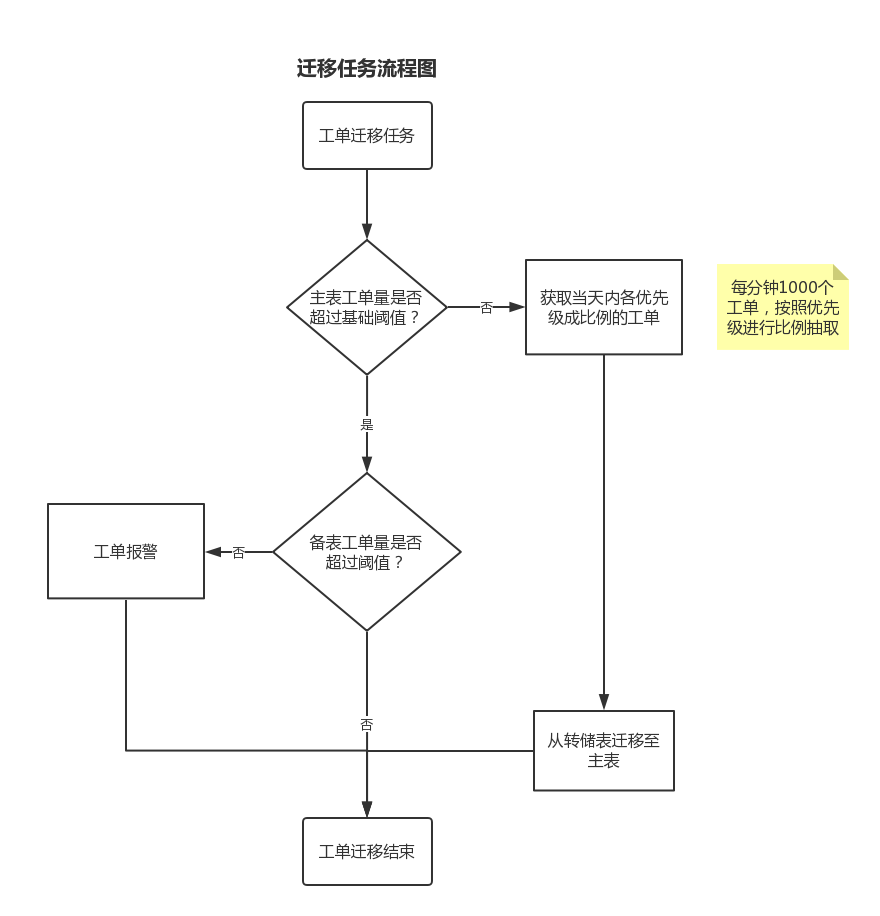 迁移任务流程图
工单迁移任务
主表工单量是否
超过基础阈值？
否
获取当天内各优先
级成比例的工单
每分钟1000个
工单，按照优先
级进行比例抽取
是
备表工单量是否
超过阈值？
否
工单报警
否
从转储表迁移至
主表
工单迁移结束